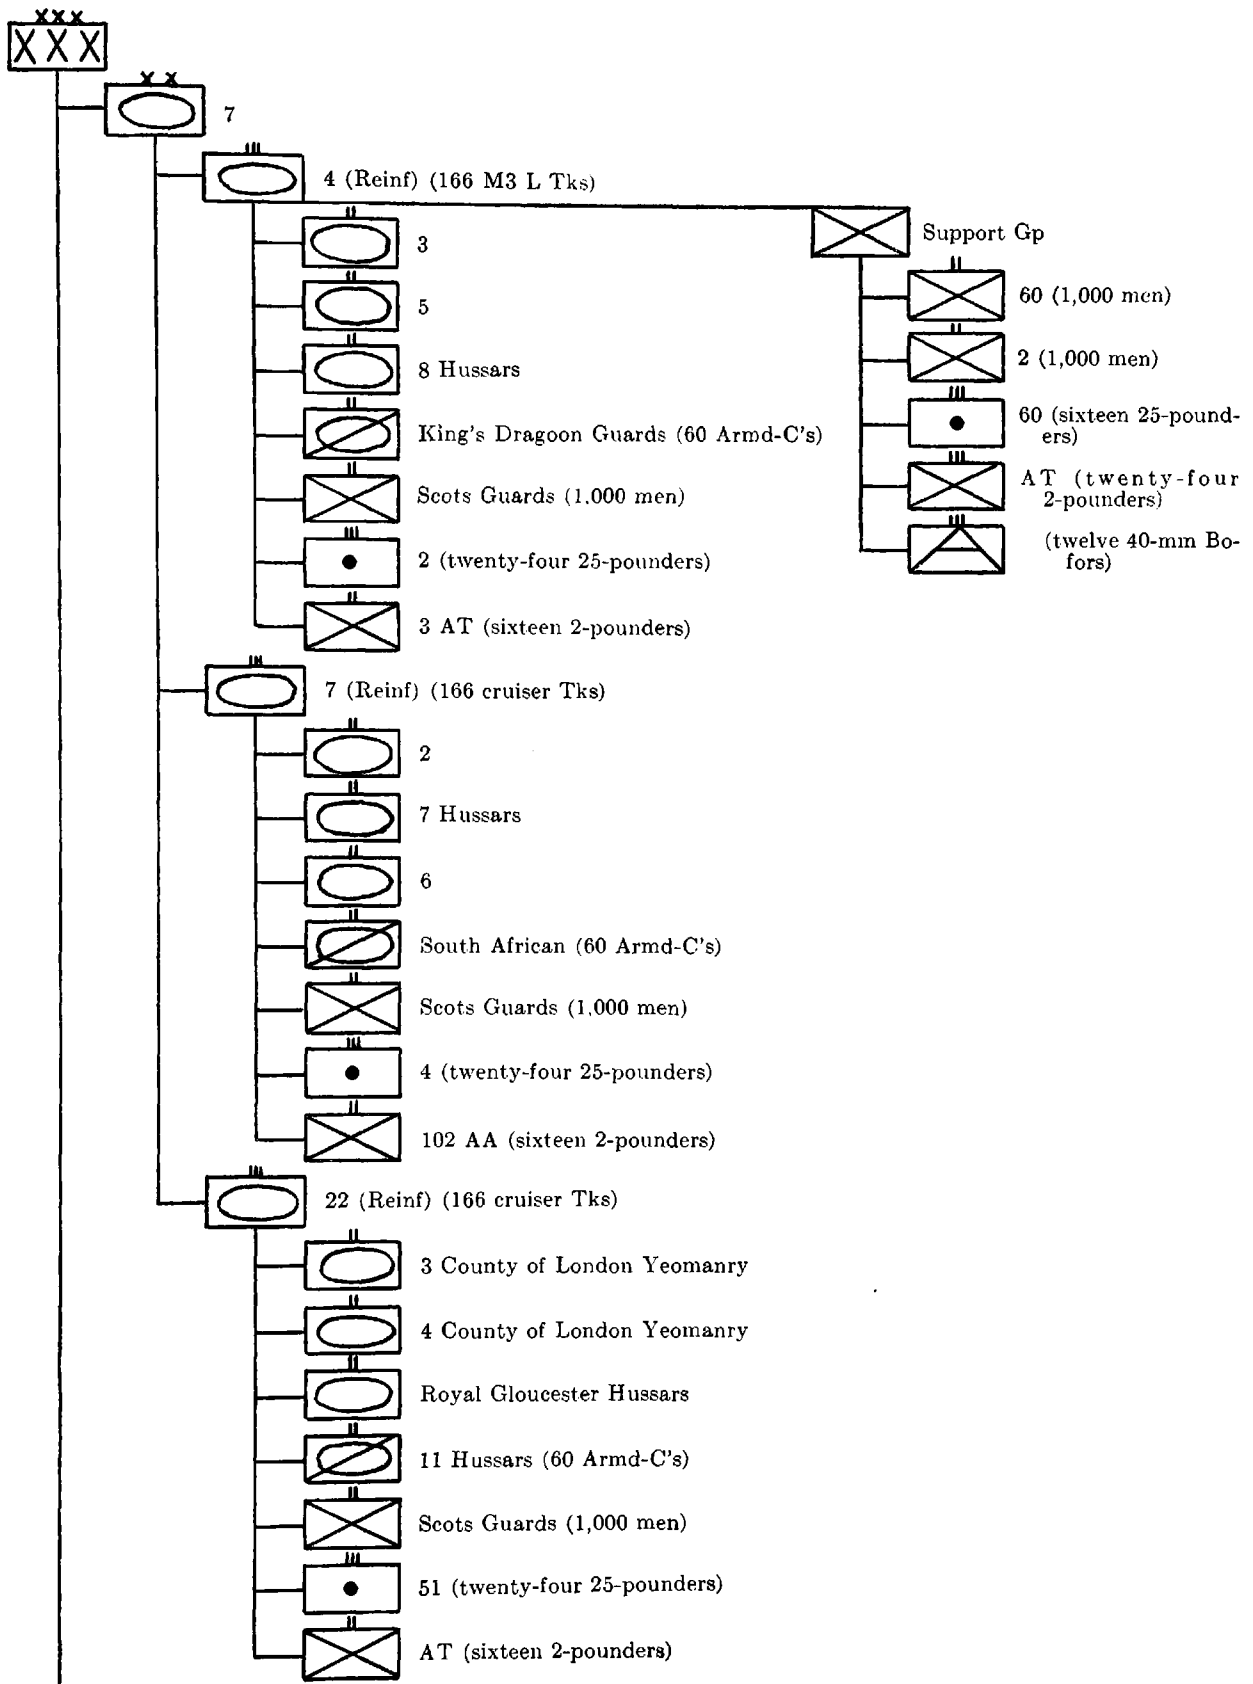 7
4 (Reinf) (166 M3 L Tks)
3
5
8 Hussars
King's Dragoon Guards (60 Armd-C's)
Scots Guards (1,000 men)
2 (twenty-four 25-pounders)
3 AT (sixteen 2-pounders)
Support Gp
60 (1,000 men)
2 (1,000 men)
60 (sixteen 25-pound-
ers)
AT (twenty-four
2-pounders)
(twelve 40-mm Bo-
fors)
7 (Reinf) (166 cruiser Tks)
2
7 Hussars
6
South African (60 Armd-C's)
Scots Guards (1,000 men)
4 (twenty-four 25-pounders)
102 AA (sixteen 2-pounders)
22 (Reinf) (166 cruiser Tks)
3 County of London Yeomanry
4 County of London Yeomanry
Royal Gloucester Hussars
11 Hussars (60 Armd-C's)
Scots Guards (1,000 men)
51 (twenty-four 25-pounders)
AT (sixteen 2-pounders)